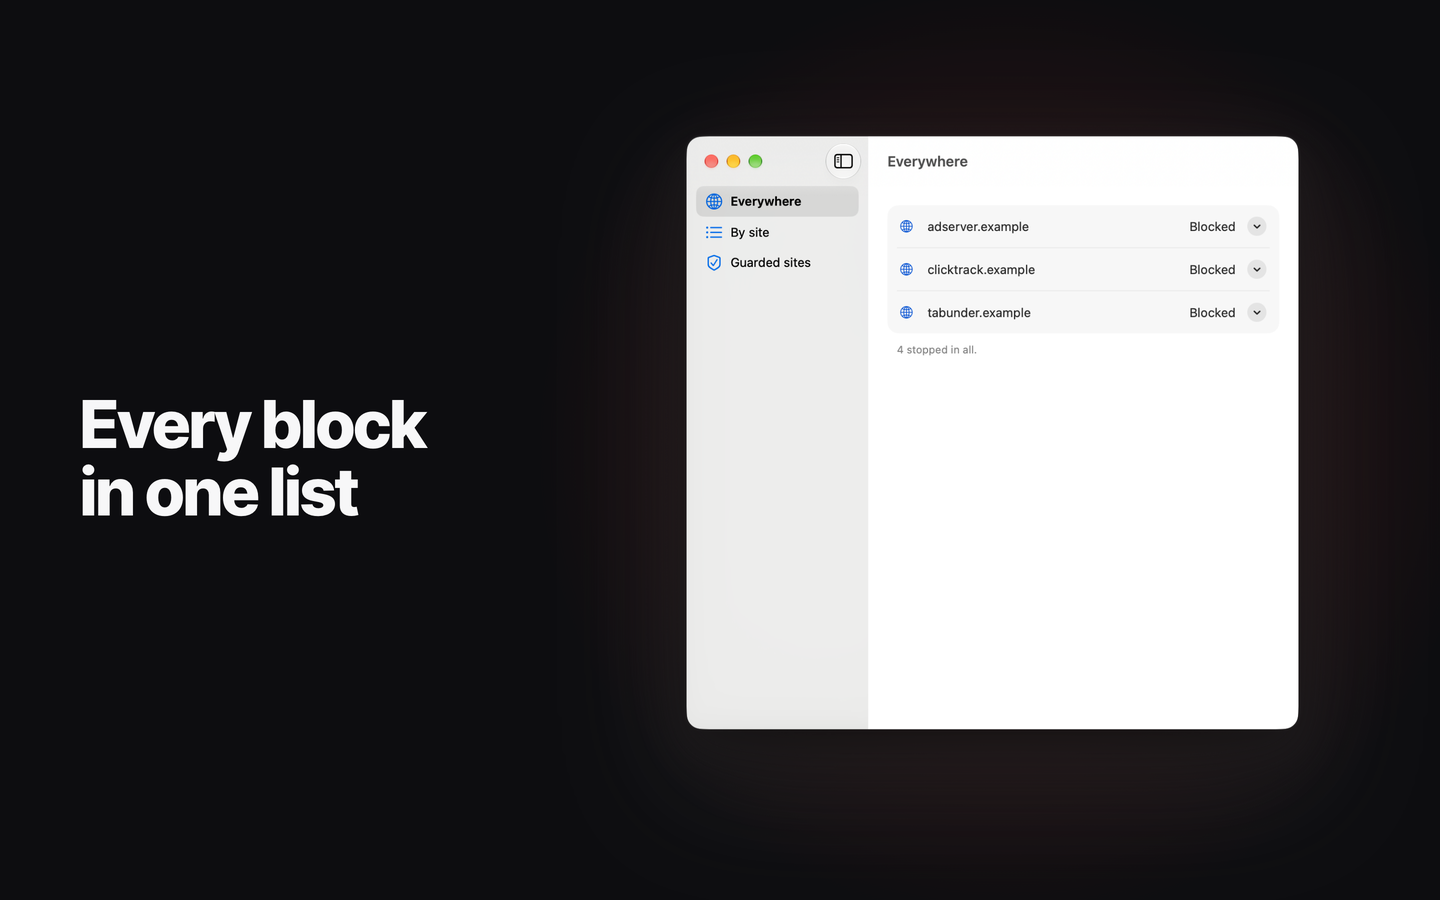 Every block
in one list
Everywhere
By site
Guarded sites
Everywhere
adserver.example Blocked
clicktrack.example Blocked
tabunder.example Blocked
4 stopped in all.